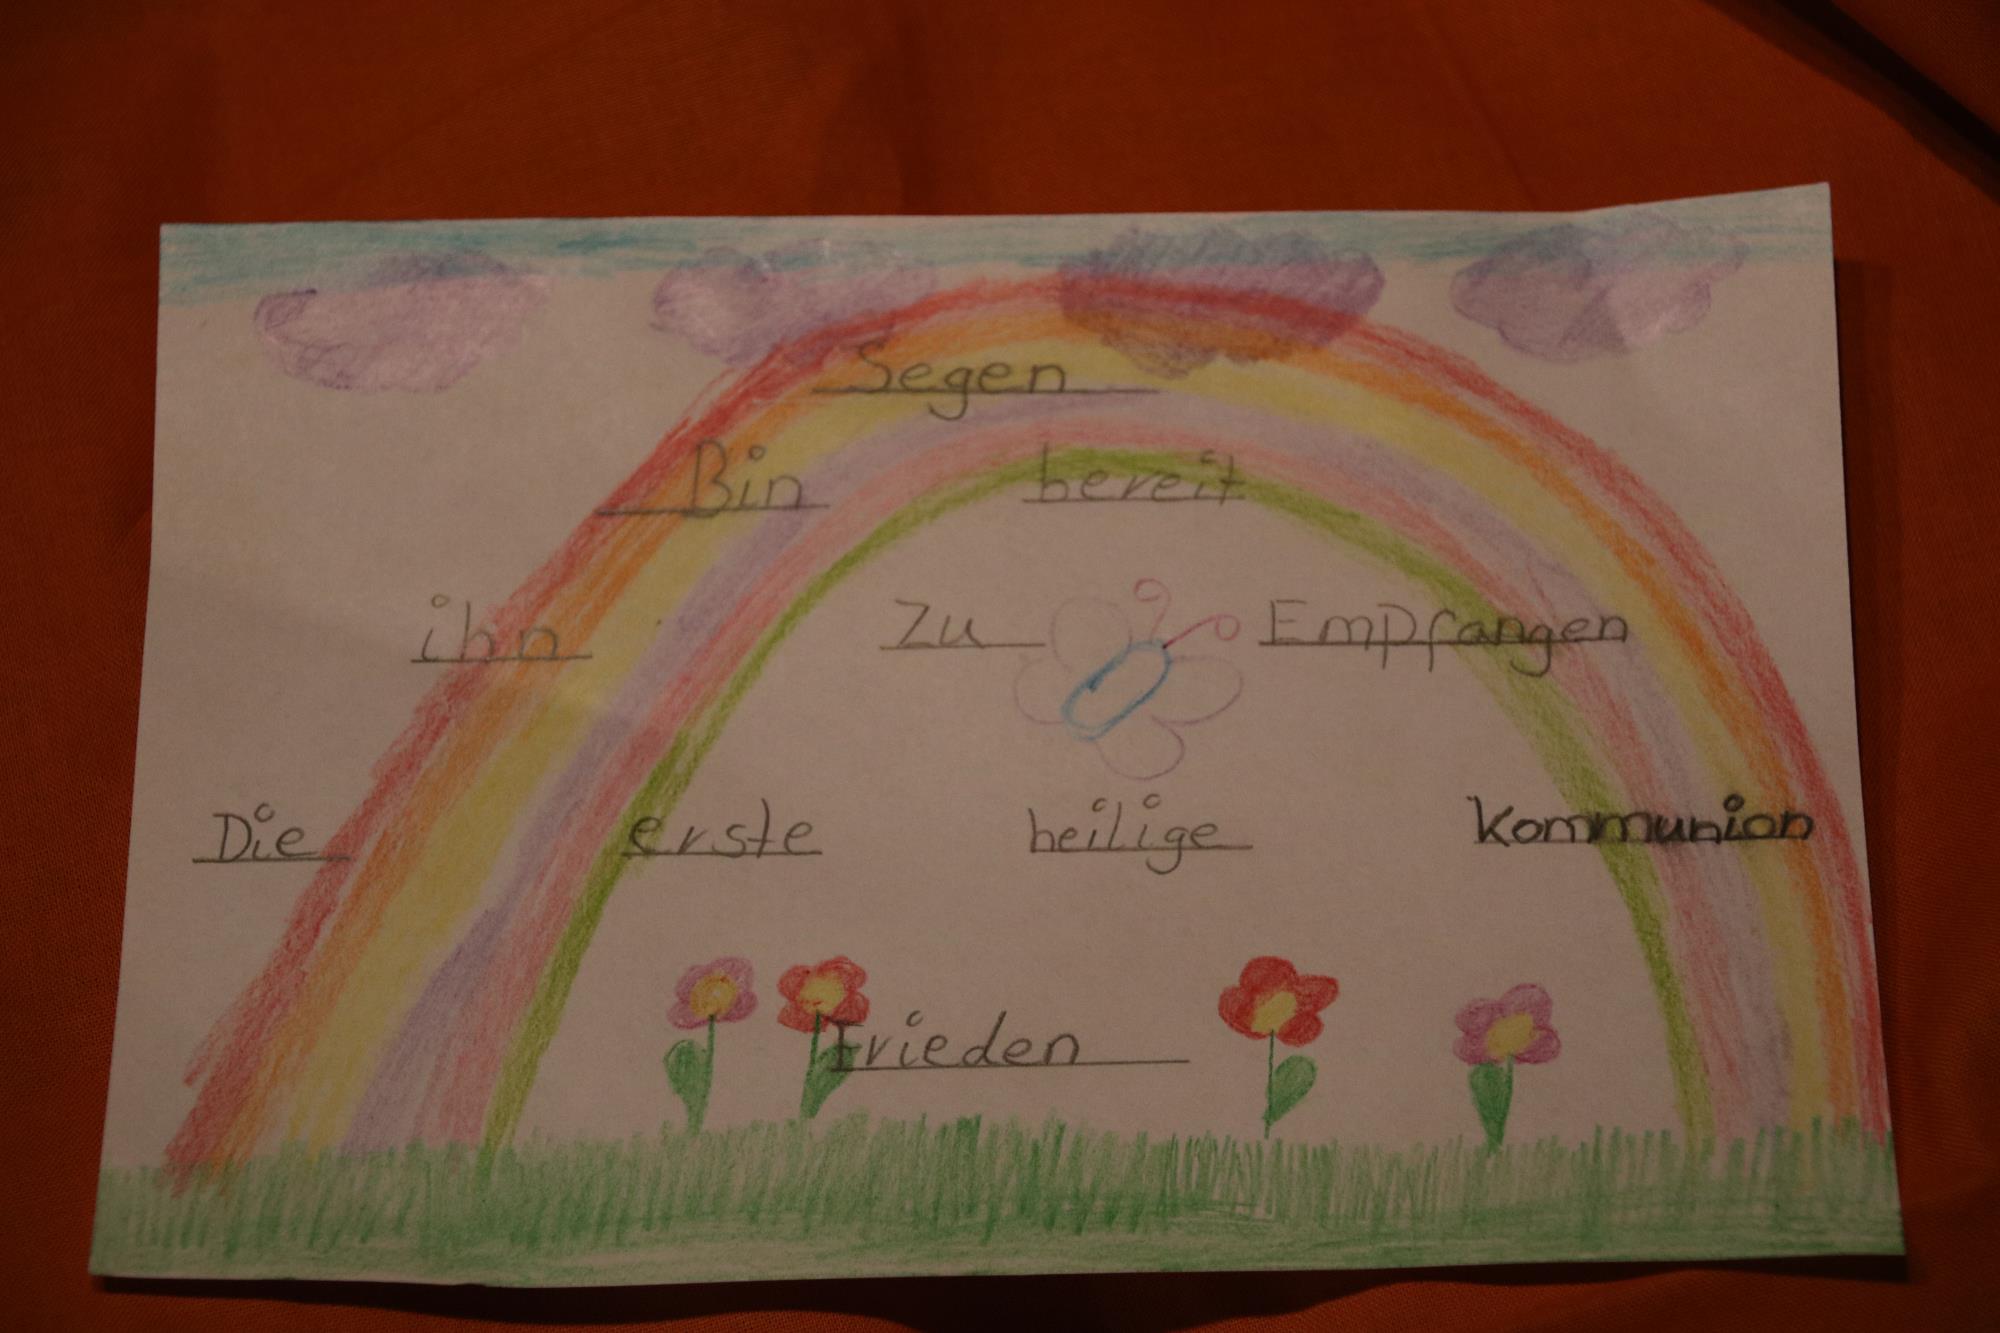 Segen
Bin bereit
ihn zu Empfangen
Die erste heilige Kommunion
Frieden